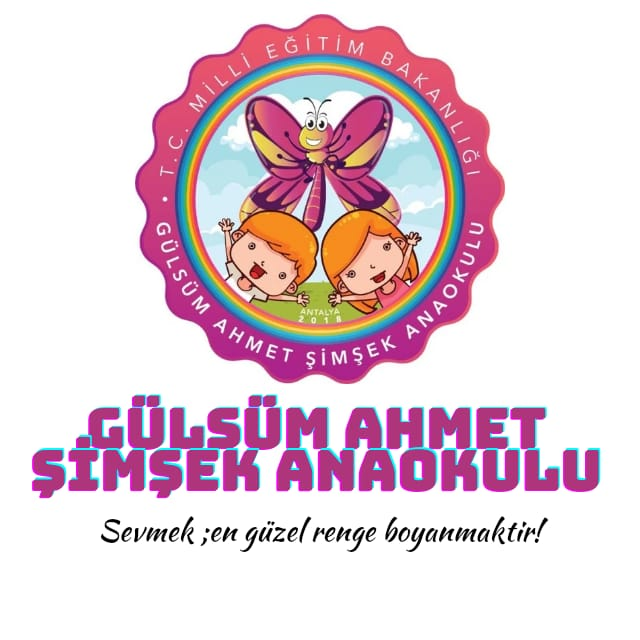 T.C. MİLLİ EĞİTİM BAKANLIĞI
GÜLSÜM AHMET ŞİMŞEK ANAOKULU
ANTALYA
2018
GÜLSÜM AHMET
ŞİMŞEK ANAOKULU
Sevmek ;en güzel renge boyanmaktir!